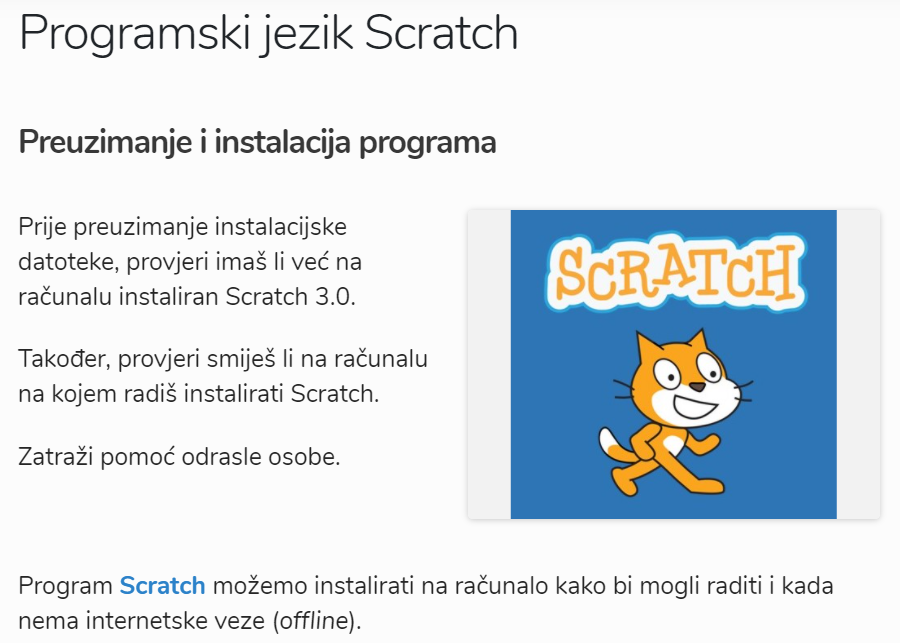 Programski jezik Scratch
Preuzimanje i instalacija programa
Prije preuzimanje instalacijske
datoteke, provjeri imaš li već na
računalu instaliran Scratch 3.0.
Također, provjeri smiješ li na računalu
na kojem radiš instalirati Scratch.
Zatraži pomoć odrasle osobe.
SCRATCH
Program Scratch možemo instalirati na računalo kako bi mogli raditi i kada
nema internetske veze (offline).